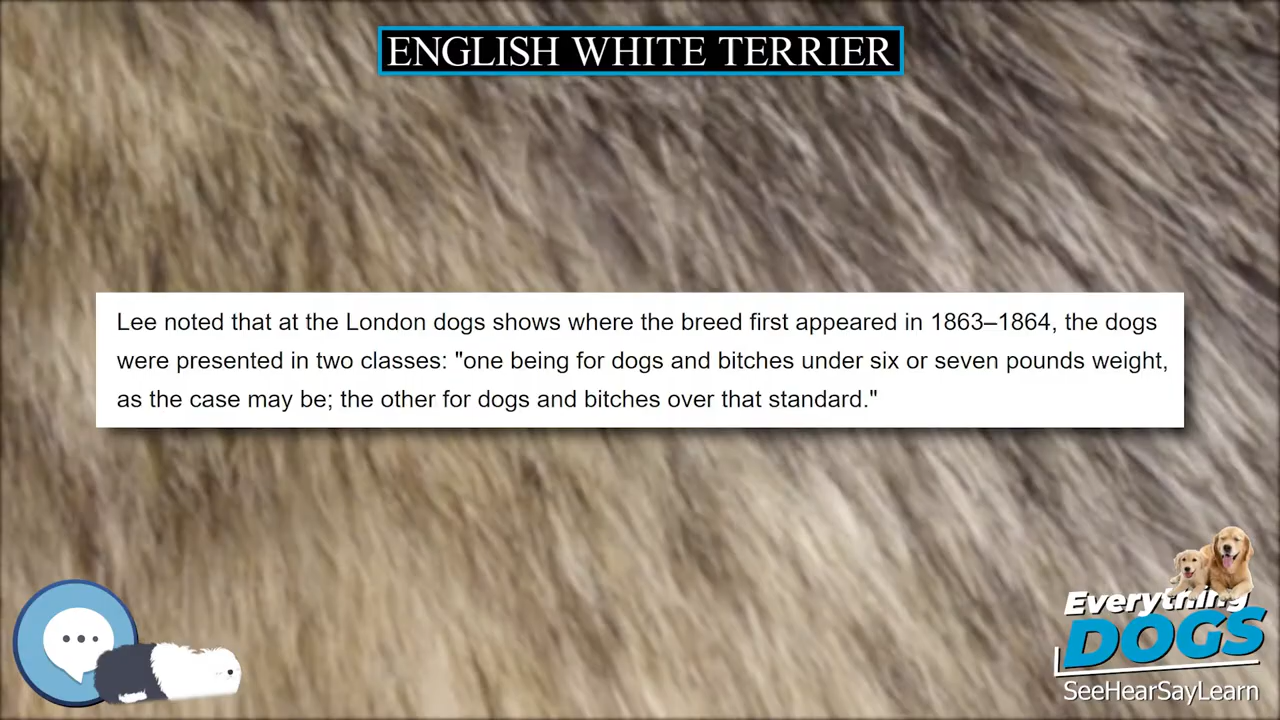 ENGLISH WHITE TERRIER
Lee noted that at the London dogs shows where the breed first appeared in 1863–1864, the dogs
were presented in two classes: "one being for dogs and bitches under six or seven pounds weight,
as the case may be; the other for dogs and bitches over that standard."
Everything
DOGS
SeeHearSayLearn